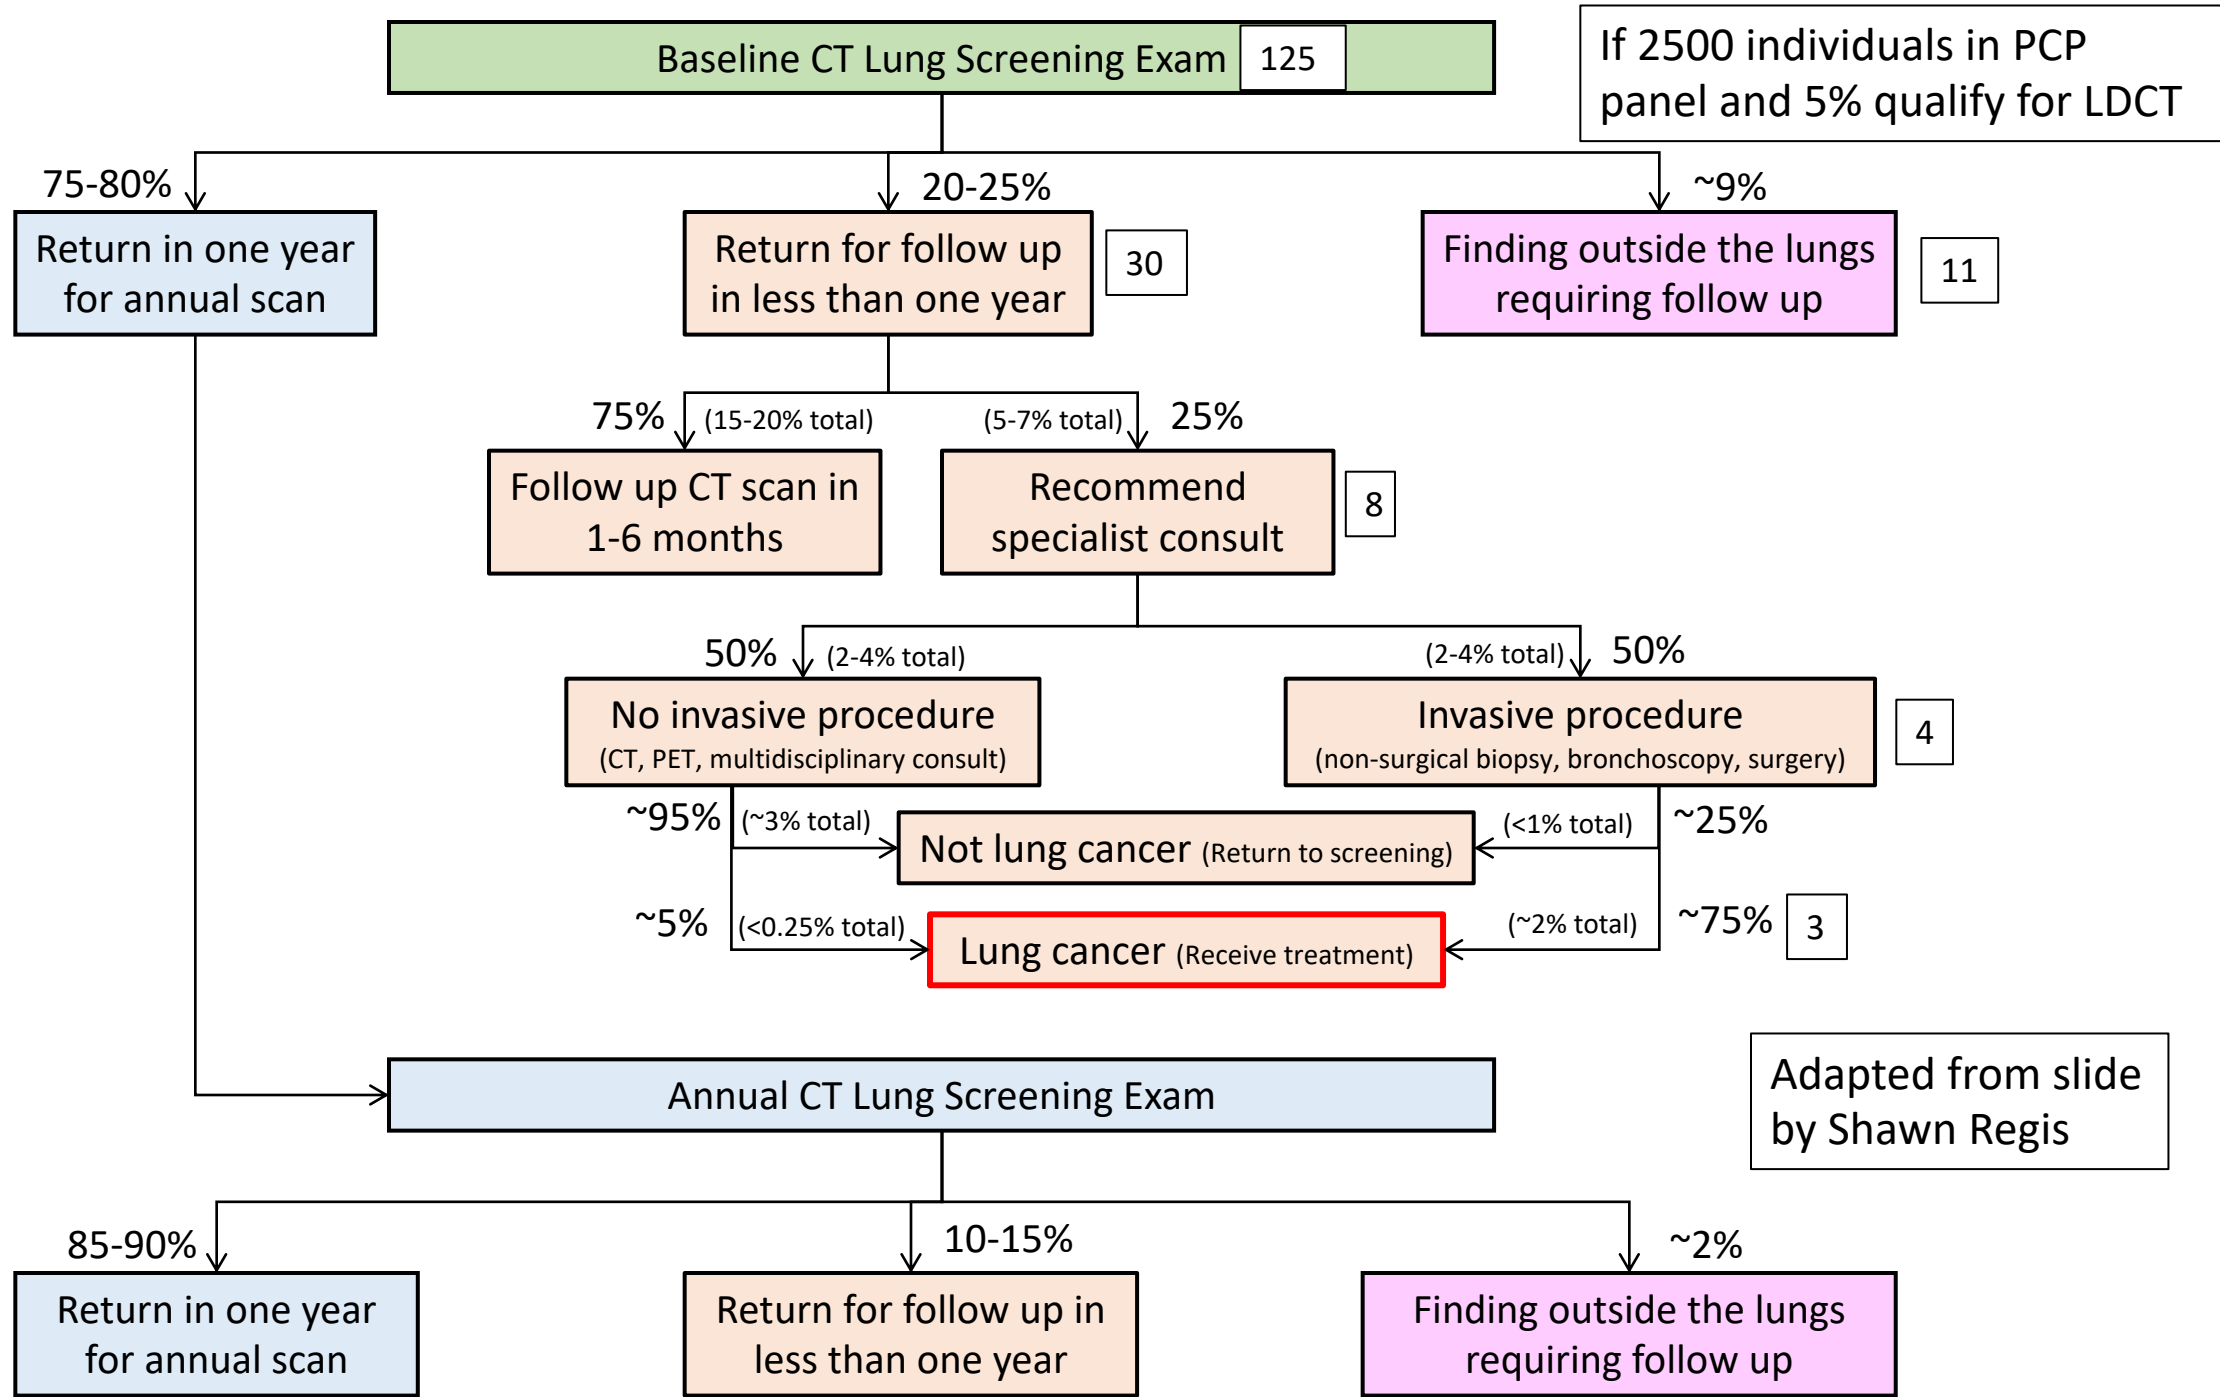 Baseline CT Lung Screening Exam
125
If 2500 individuals in PCP
panel and 5% qualify for LDCT
75-80%
20-25%
~9%
Return in one year
for annual scan
Return for follow up
in less than one year
30
Finding outside the lungs
requiring follow up
11
75%
(15-20% total)
(5-7% total)
25%
Follow up CT scan in
1-6 months
Recommend
specialist consult
8
50%
(2-4% total)
(2-4% total)
50%
No invasive procedure
(CT, PET, multidisciplinary consult)
Invasive procedure
(non-surgical biopsy, bronchoscopy, surgery)
4
~95%
(~3% total)
(<1% total)
~25%
Not lung cancer (Return to screening)
~5%
(<0.25% total)
(~2% total)
~75%
3
Lung cancer (Receive treatment)
Annual CT Lung Screening Exam
Adapted from slide
by Shawn Regis
85-90%
10-15%
~2%
Return in one year
for annual scan
Return for follow up in
less than one year
Finding outside the lungs
requiring follow up